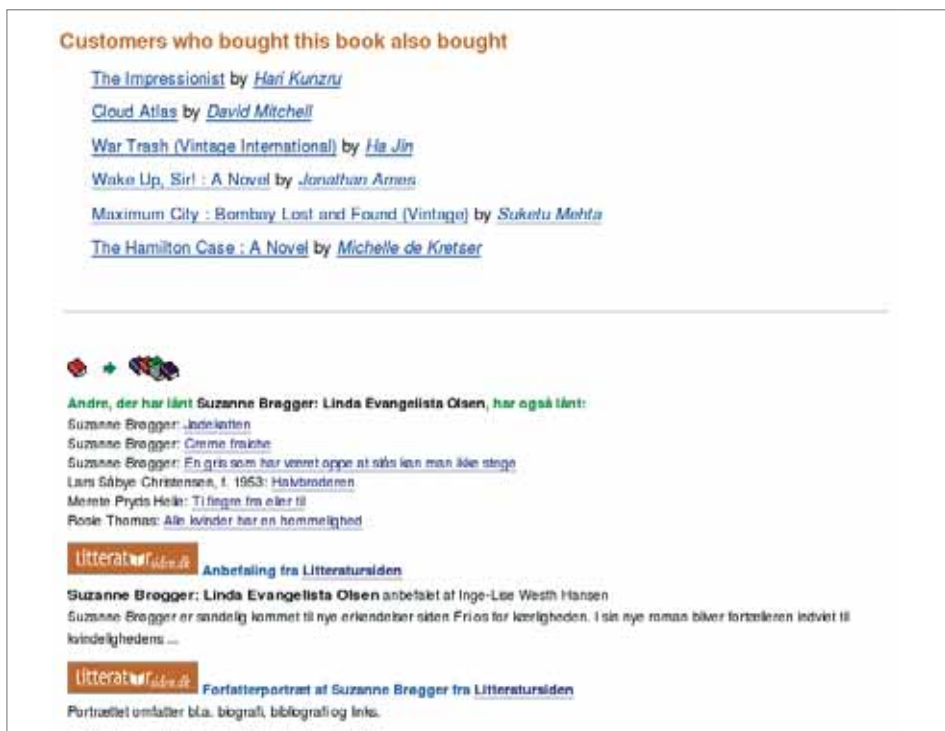 Customers who bought this book also bought
The Impressionist by Hari Kunzru
Cloud Atlas by David Mitchell
War Trash (Vintage International) by Ha Jin
Wake Up, Sir! : A Novel by Jonathan Ames
Maximum City : Bombay Lost and Found (Vintage) by Suketu Mehta
The Hamilton Case : A Novel by Michelle de Kretser
Andre, der har lånt Suzanne Brøgger: Linda Evangelista Olsen, har også lånt:
Suzanne Brøgger: Jadekatten
Suzanne Brøgger: Creme fraiche
Suzanne Brøgger: En gris som har været oppe at slås kan man ikke stege
Lars Såbye Christensen, f. 1953: Halvbroderen
Merete Pryds Helle: Ti fingre fra eller til
Rosie Thomas: Alle kvinder har en hemmelighed
Litteratursiden.dk Anbefaling fra Litteratursiden
Suzanne Brøgger: Linda Evangelista Olsen anbefalet af Inge-Lise Westh Hansen
Suzanne Brøgger er sandelig kommet til nye erkendelser siden Fri os for kærligheden. I sin nye roman bliver fortælleren indviet til
kvindelighedens ...
Litteratursiden.dk Forfatterportræt af Suzanne Brøgger fra Litteratursiden
Portrættet omfatter bl.a. biografi, bibliografi og links.